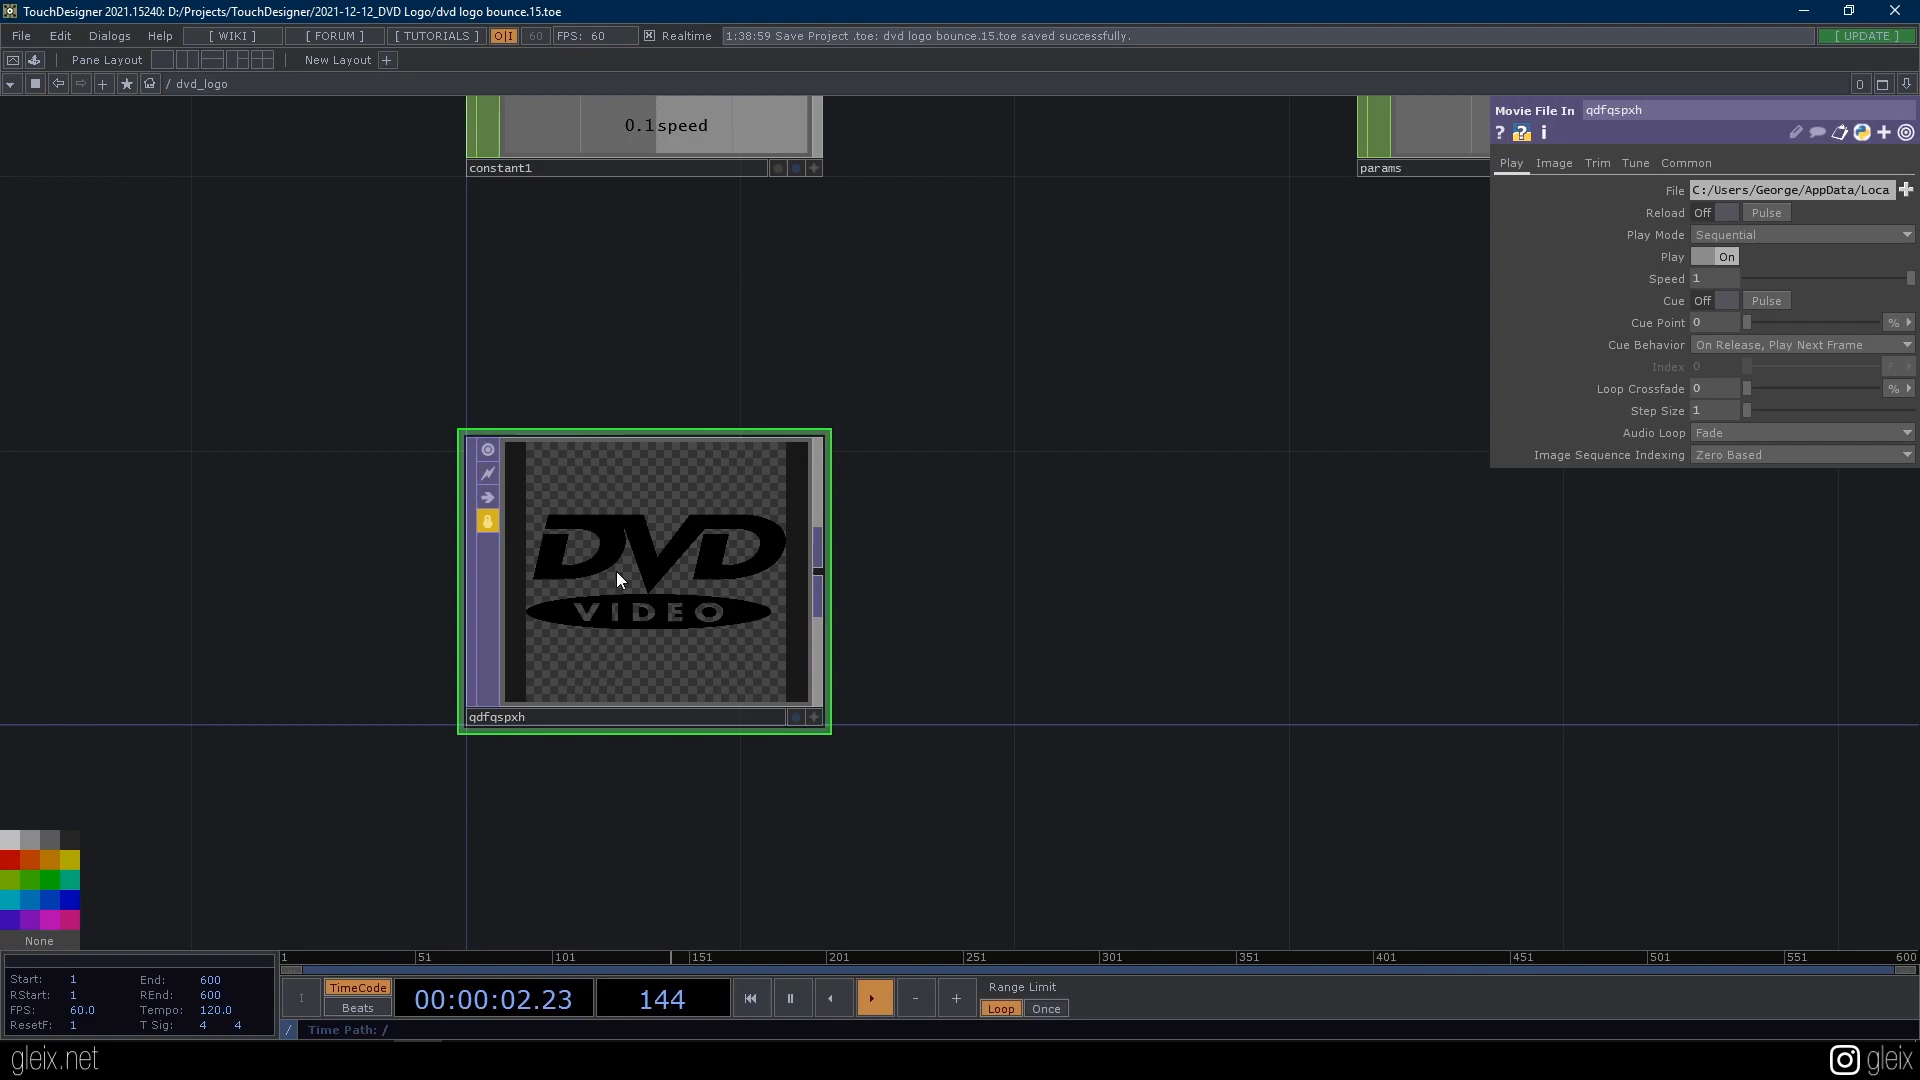 TouchDesigner 2021.15240: D:/Projects/TouchDesigner/2021-12-12_DVD Logo/dvd logo bounce.15.toe
File Edit Dialogs Help [ WIKI ] [ FORUM ] [ TUTORIALS ] O|I 60 FPS: 60 Realtime 1:38:59 Save Project .toe: dvd logo bounce.15.toe saved successfully. [ UPDATE ]
Pane Layout New Layout +
/ dvd_logo 0
0.1 speed
constant1
params
Movie File In qdfqspxh
? ? i
Play Image Trim Tune Common
File C:/Users/George/AppData/Loca
Reload Off Pulse
Play Mode Sequential
Play On
Speed 1
Cue Off Pulse
Cue Point 0 %
Cue Behavior On Release, Play Next Frame
Index 0
Loop Crossfade 0 %
Step Size 1
Audio Loop Fade
Image Sequence Indexing Zero Based
DVD
VIDEO
qdfqspxh
None
1 51 101 151 201 251 301 351 401 451 501 551 600
Start: 1 End: 600
RStart: 1 REnd: 600
FPS: 60.0 Tempo: 120.0
ResetF: 1 T Sig: 4 4
I TimeCode Beats 00:00:02.23 144 - + Range Limit
Loop Once
/ Time Path: /
gleix.net
gleix